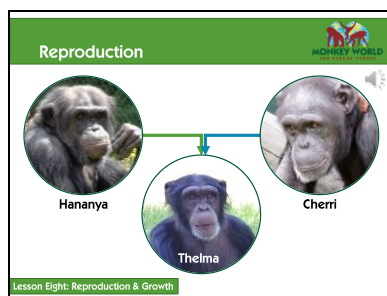 Reproduction
MONKEY WORLD
APE RESCUE CENTRE
Hananya
Cherri
Thelma
Lesson Eight: Reproduction & Growth